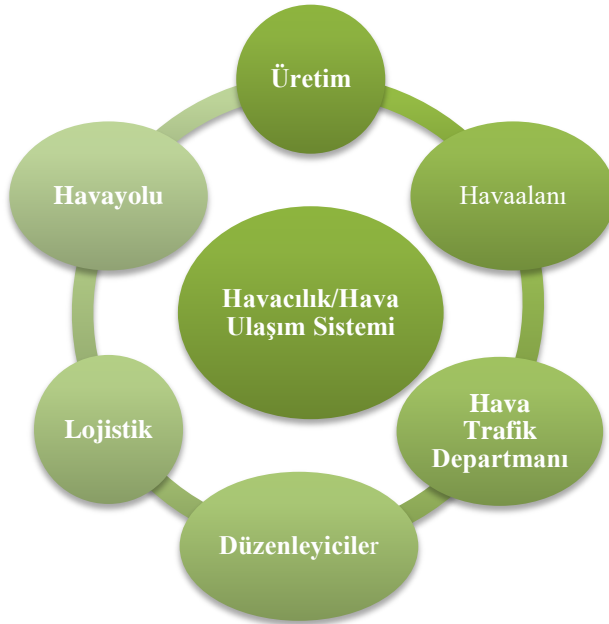 Üretim
Havaalanı
Hava
Trafik
Departmanı
Düzenleyiciler
Lojistik
Havayolu
Havacılık/Hava
Ulaşım Sistemi